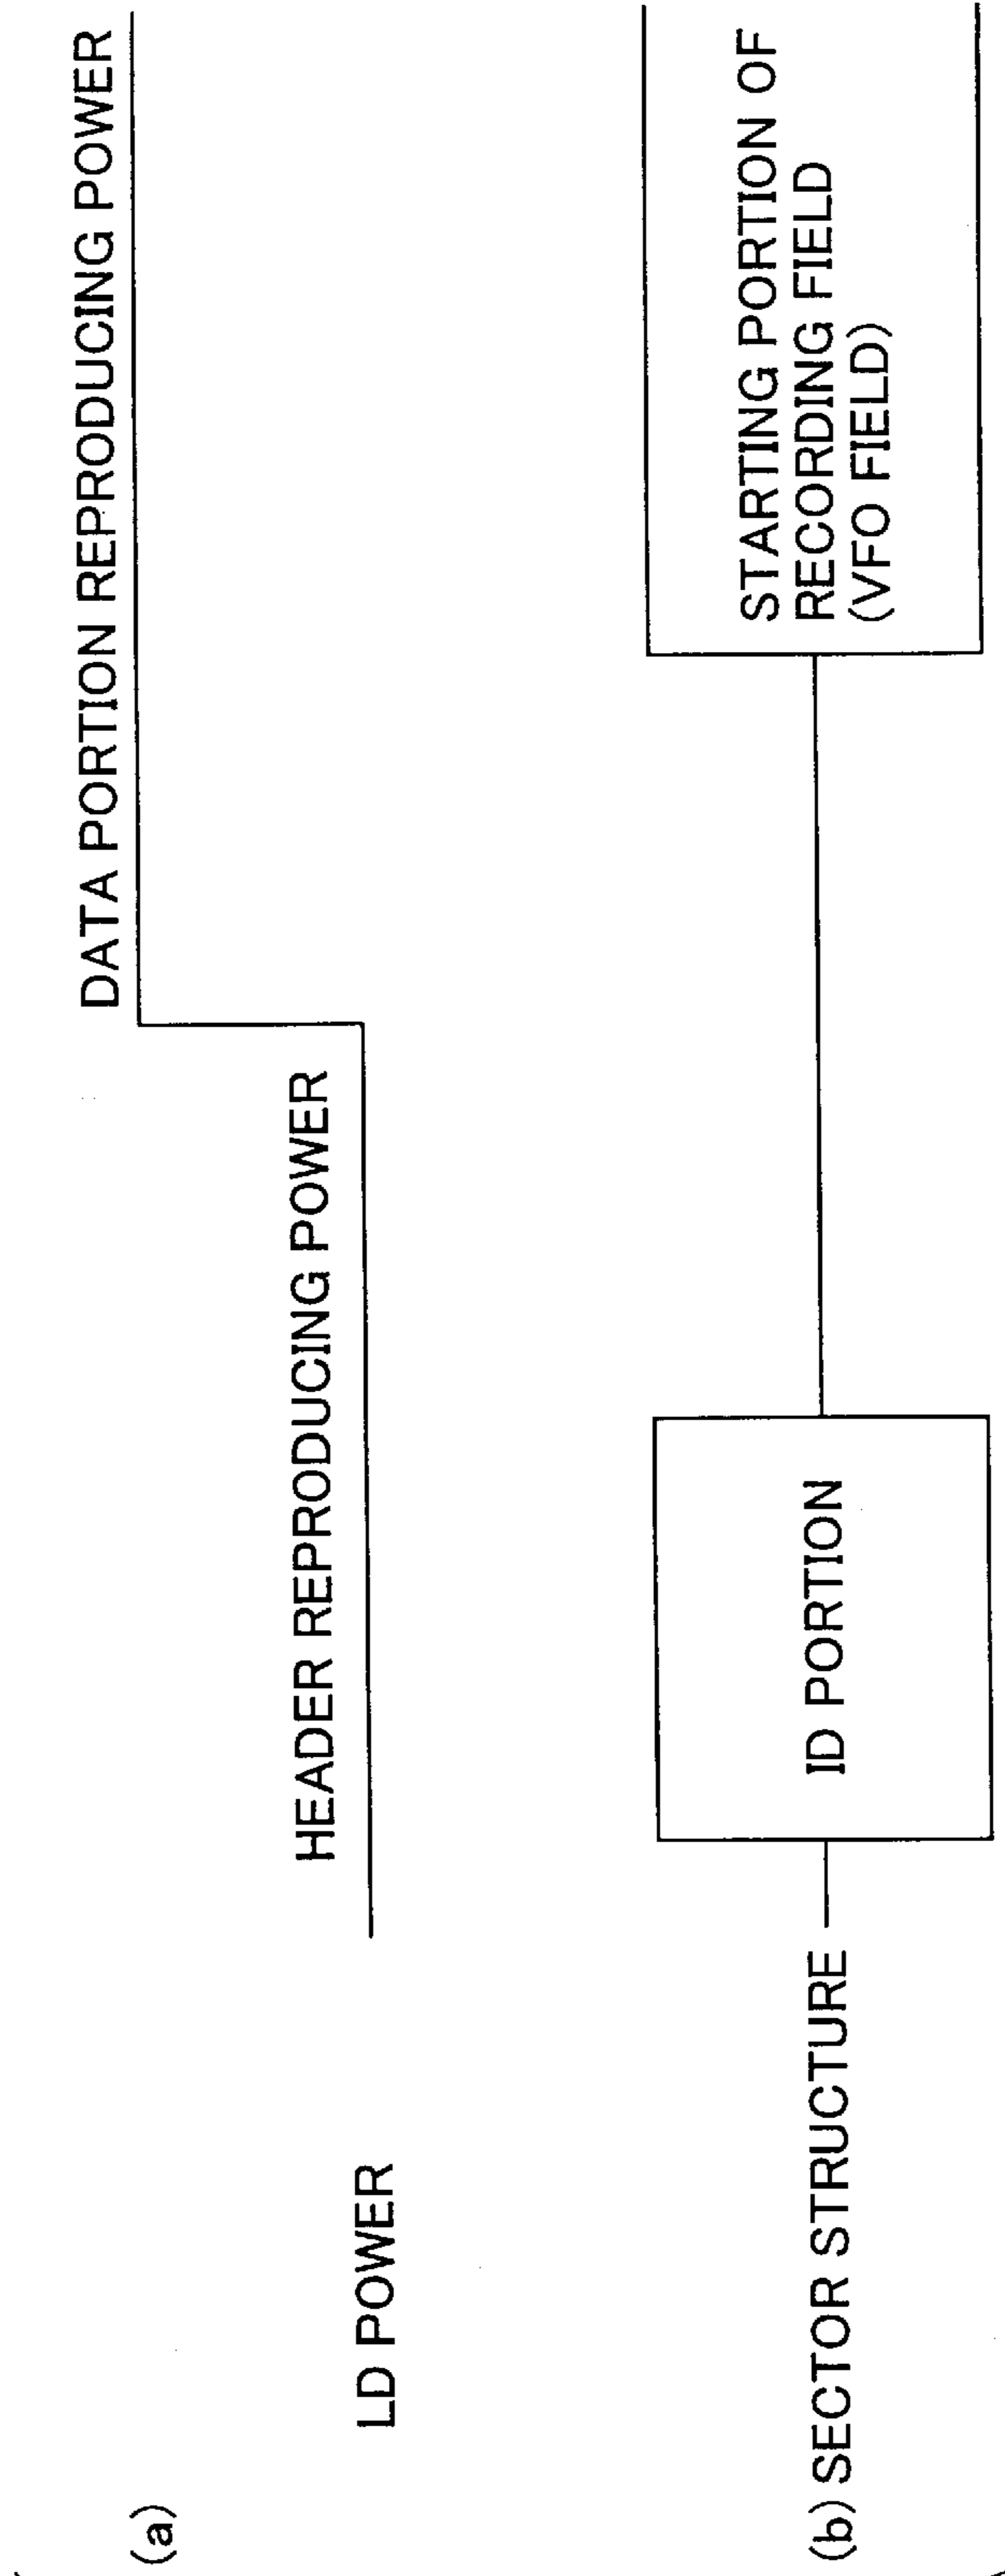 (a)
DATA PORTION REPRODUCING POWER
HEADER REPRODUCING POWER
LD POWER
(b) SECTOR STRUCTURE
ID PORTION
STARTING PORTION OF
RECORDING FIELD
(VFO FIELD)